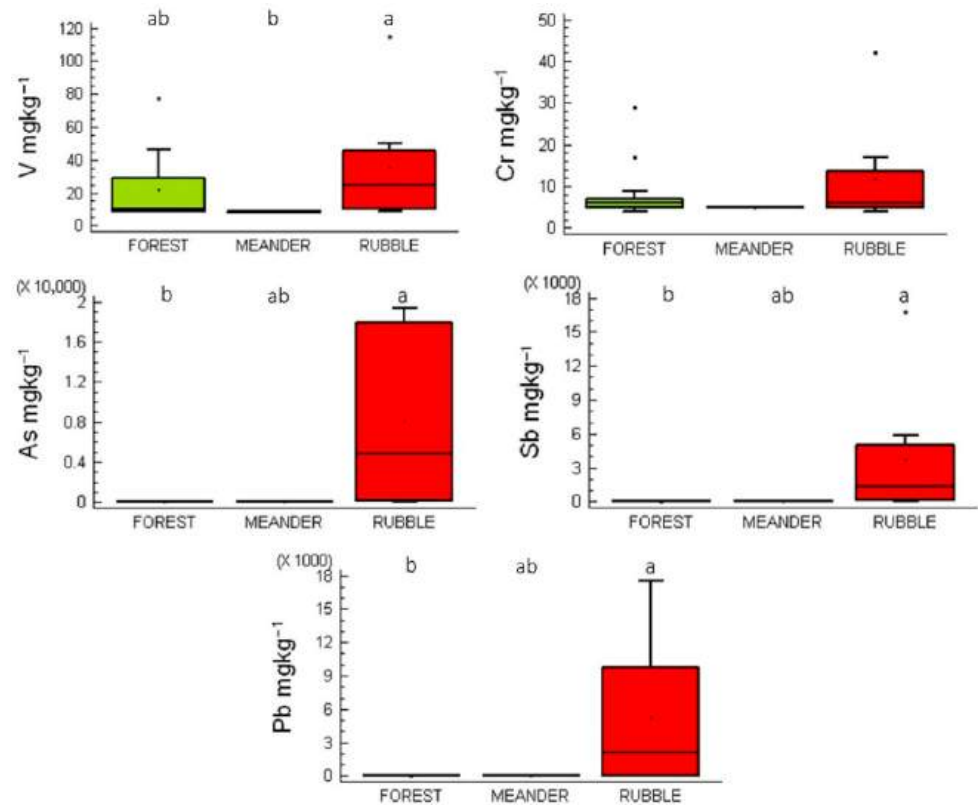 ab b a
V mgkg⁻¹
120
100
80
60
40
20
0
FOREST MEANDER RUBBLE
Cr mgkg⁻¹
50
40
30
20
10
0
FOREST MEANDER RUBBLE
(X 10,000)
b ab a
As mgkg⁻¹
2
1.6
1.2
0.8
0.4
0
FOREST MEANDER RUBBLE
(X 1000)
b ab a
Sb mgkg⁻¹
18
15
12
9
6
3
0
FOREST MEANDER RUBBLE
(X 1000)
b ab a
Pb mgkg⁻¹
18
15
12
9
6
3
0
FOREST MEANDER RUBBLE